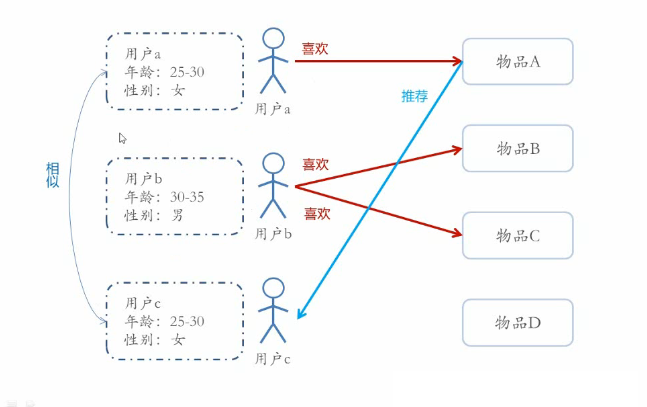 用户a
年龄：25-30
性别：女
用户a
喜欢
物品A
推荐
相似
用户b
年龄：30-35
性别：男
用户b
喜欢
喜欢
物品B
物品C
用户c
年龄：25-30
性别：女
用户c
物品D